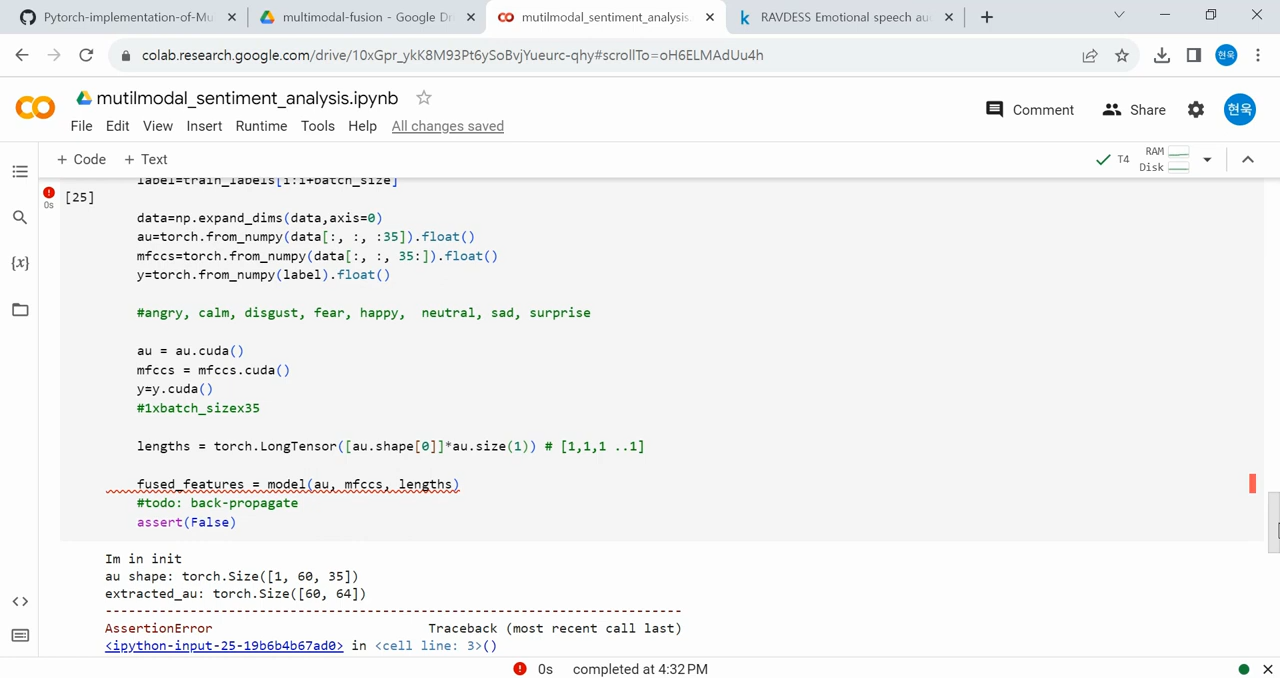 Pytorch-implementation-of-Mu
multimodal-fusion - Google Dr
mutilmodal_sentiment_analysis.
RAVDESS Emotional speech au
colab.research.google.com/drive/10xGpr_ykK8M93Pt6ySoBvjYueurc-qhy#scrollTo=oH6ELMAdUu4h
현욱
mutilmodal_sentiment_analysis.ipynb
Comment
Share
현욱
File Edit View Insert Runtime Tools Help All changes saved
+ Code + Text
T4
RAM
Disk
label=train_labels[i:i+batch_size]
[25]
0s
data=np.expand_dims(data,axis=0)
au=torch.from_numpy(data[:, :, :35]).float()
mfccs=torch.from_numpy(data[:, :, 35:]).float()
y=torch.from_numpy(label).float()
#angry, calm, disgust, fear, happy,  neutral, sad, surprise
au = au.cuda()
mfccs = mfccs.cuda()
y=y.cuda()
#1xbatch_sizex35
lengths = torch.LongTensor([au.shape[0]]*au.size(1)) # [1,1,1 ..1]
fused_features = model(au, mfccs, lengths)
#todo: back-propagate
assert(False)
Im in init
au shape: torch.Size([1, 60, 35])
extracted_au: torch.Size([60, 64])
---------------------------------------------------------------------------
AssertionError Traceback (most recent call last)
<ipython-input-25-19b6b4b67ad0> in <cell line: 3>()
0s completed at 4:32 PM